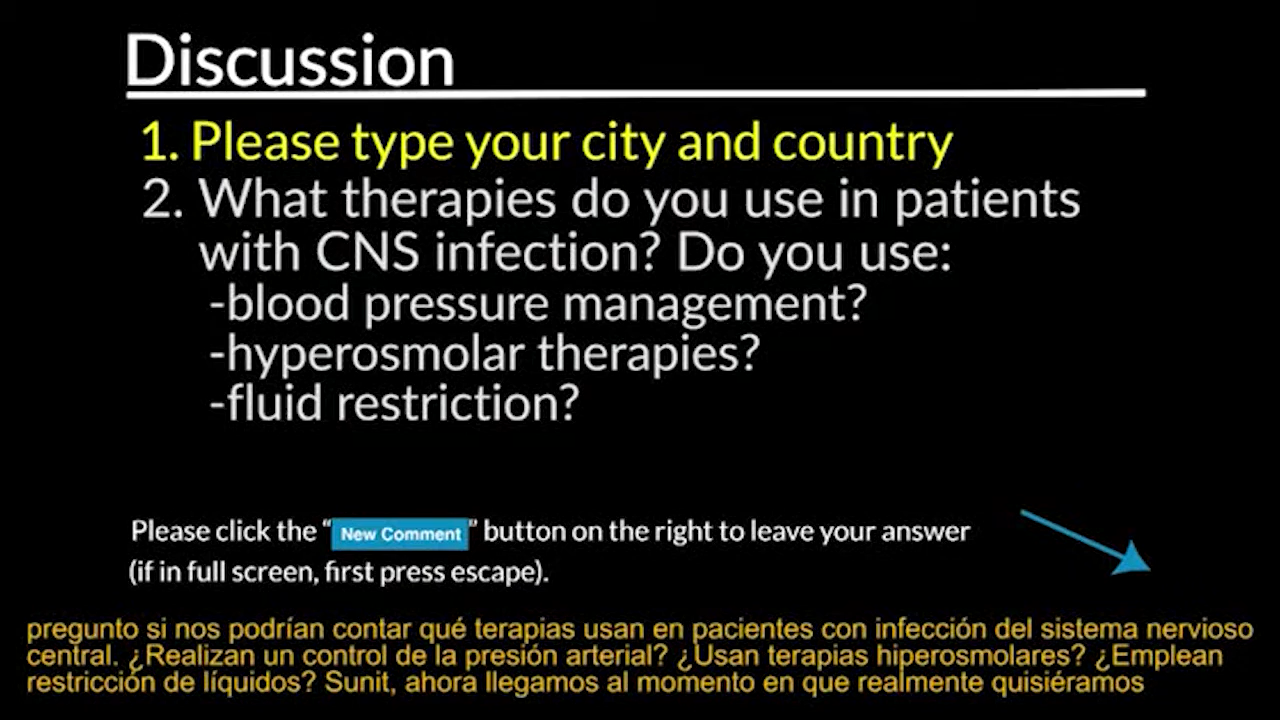 Discussion
1. Please type your city and country
2. What therapies do you use in patients
with CNS infection? Do you use:
-blood pressure management?
-hyperosmolar therapies?
-fluid restriction?
Please click the “New Comment” button on the right to leave your answer
(if in full screen, first press escape).
pregunto si nos podrían contar qué terapias usan en pacientes con infección del sistema nervioso
central. ¿Realizan un control de la presión arterial? ¿Usan terapias hiperosmolares? ¿Emplean
restricción de líquidos? Sunit, ahora llegamos al momento en que realmente quisiéramos